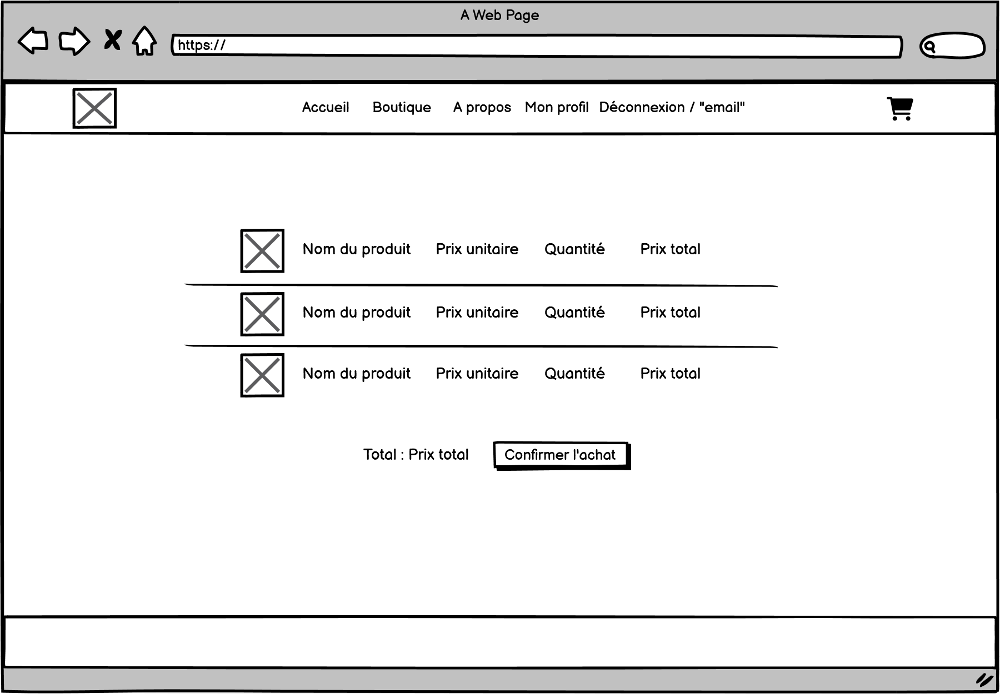 A Web Page
https://
Accueil Boutique A propos Mon profil Déconnexion / "email"
Nom du produit Prix unitaire Quantité Prix total
Nom du produit Prix unitaire Quantité Prix total
Nom du produit Prix unitaire Quantité Prix total
Total : Prix total Confirmer l'achat